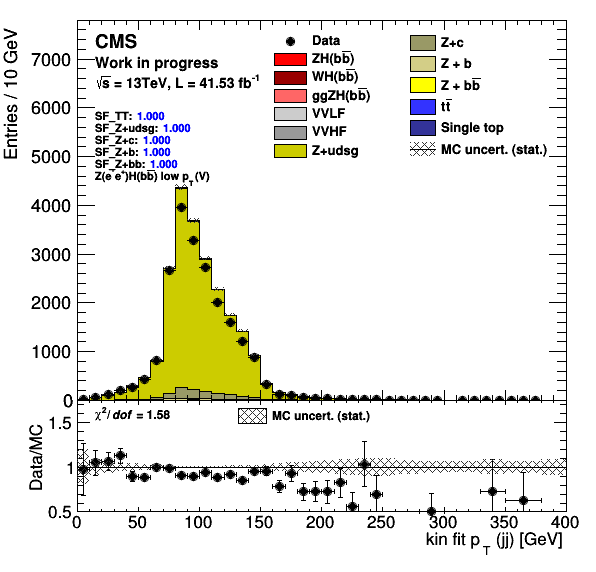 CMS
Work in progress
√s = 13TeV, L = 41.53 fb⁻¹
SF_TT: 1.000
SF_Z+udsg: 1.000
SF_Z+c: 1.000
SF_Z+b: 1.000
SF_Z+bb: 1.000
Z(e⁻e⁺)H(bb̅) low p_T(V)
Data
ZH(bb̅)
WH(bb̅)
ggZH(bb̅)
VVLF
VVHF
Z+udsg
Z+c
Z + b
Z + bb̅
tt̅
Single top
MC uncert. (stat.)
Entries / 10 GeV
7000
6000
5000
4000
3000
2000
1000
0
χ²/dof = 1.58
MC uncert. (stat.)
Data/MC
1.5
1
0.5
0 50 100 150 200 250 300 350 400
kin fit p_T (jj) [GeV]